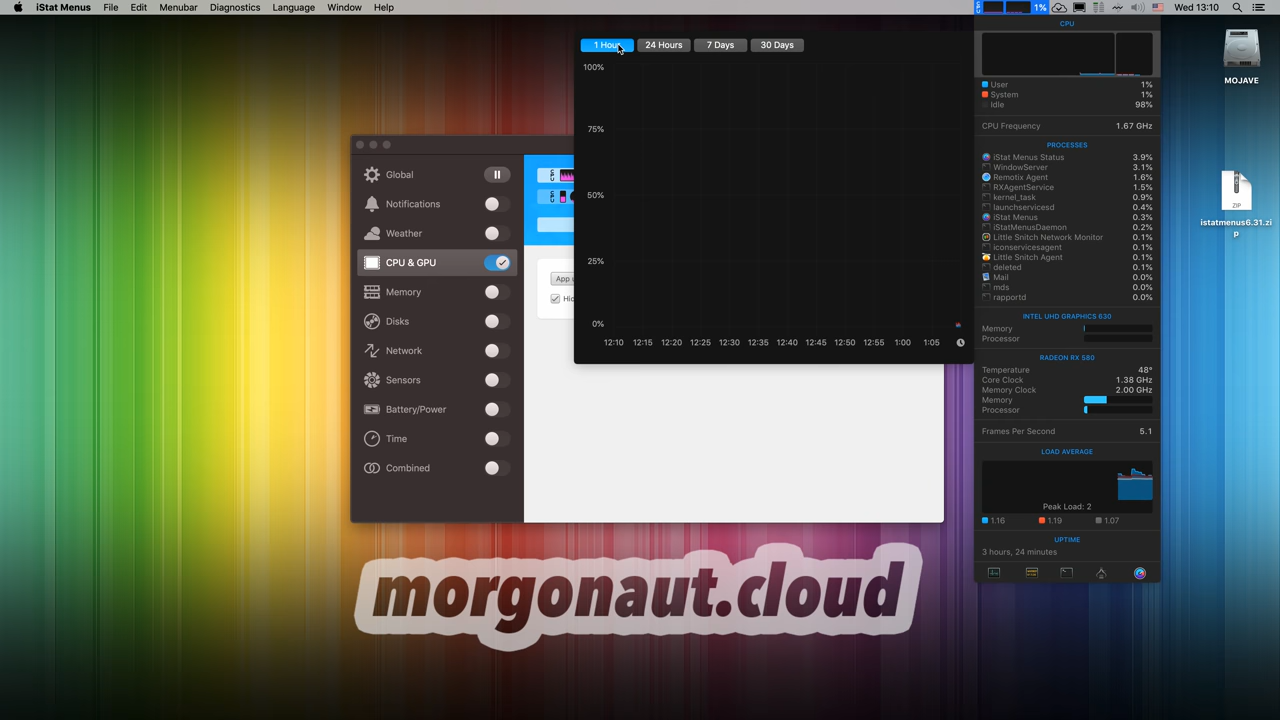 iStat Menus File Edit Menubar Diagnostics Language Window Help
1% Wed 13:10
1 Hour 24 Hours 7 Days 30 Days
100%
75%
50%
25%
0%
12:10 12:15 12:20 12:25 12:30 12:35 12:40 12:45 12:50 12:55 1:00 1:05
Global
Notifications
Weather
CPU & GPU
Memory
Disks
Network
Sensors
Battery/Power
Time
Combined
CPU
User 1%
System 1%
Idle 98%
CPU Frequency 1.67 GHz
PROCESSES
iStat Menus Status 3.9%
WindowServer 3.1%
Remotix Agent 1.6%
RXAgentService 1.5%
kernel_task 0.9%
launchservicesd 0.4%
iStat Menus 0.3%
iStatMenusDaemon 0.2%
Little Snitch Network Monitor 0.1%
iconservicesagent 0.1%
Little Snitch Agent 0.1%
deleted 0.1%
Mail 0.0%
mds 0.0%
rapportd 0.0%
INTEL UHD GRAPHICS 630
Memory
Processor
RADEON RX 580
Temperature 48°
Core Clock 1.38 GHz
Memory Clock 2.00 GHz
Memory
Processor
Frames Per Second 5.1
LOAD AVERAGE
Peak Load: 2
1.16 1.19 1.07
UPTIME
3 hours, 24 minutes
MOJAVE
ZIP
istatmenus6.31.zi
p
morgonaut.cloud